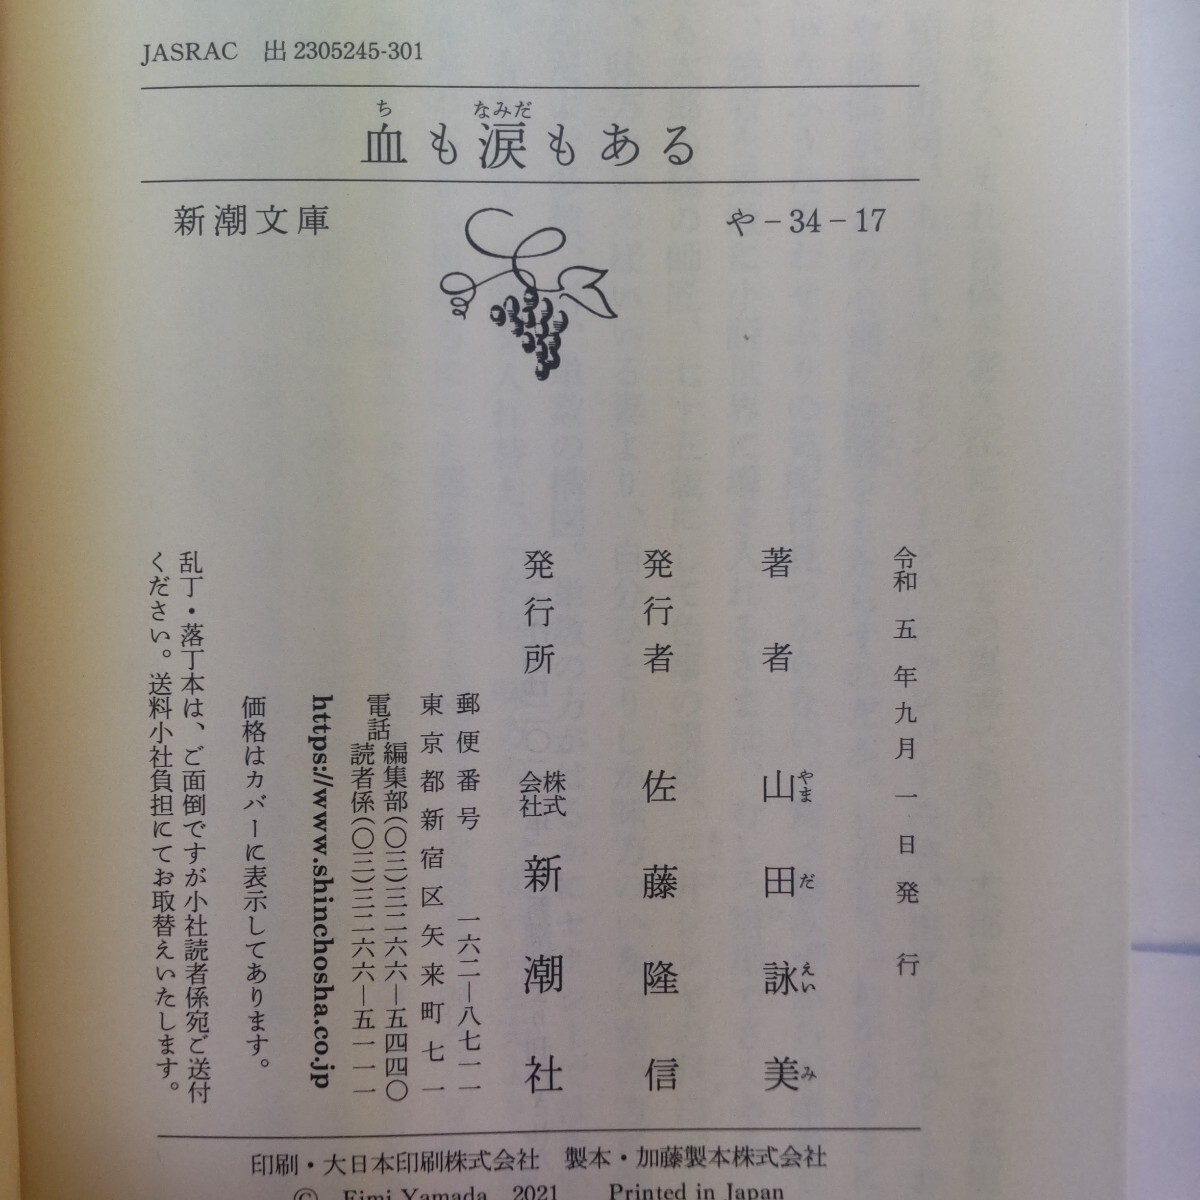 JASRAC 出 2305245-301
ち なみだ
血も涙もある
新潮文庫 や-34-17
令和五年九月一日発行
著者 山田詠美
やま だ えい み
発行者 佐藤隆信
発行所 株式会社 新潮社
郵便番号 一六二―八七一一
東京都新宿区矢来町七一
電話 編集部(〇三)三二六六―五四四〇
読者係(〇三)三二六六―五一一一
https://www.shinchosha.co.jp
価格はカバーに表示してあります。
乱丁・落丁本は、ご面倒ですが小社読者係宛ご送付
ください。送料小社負担にてお取替えいたします。
印刷・大日本印刷株式会社 製本・加藤製本株式会社
© Eimi Yamada 2021 Printed in Japan